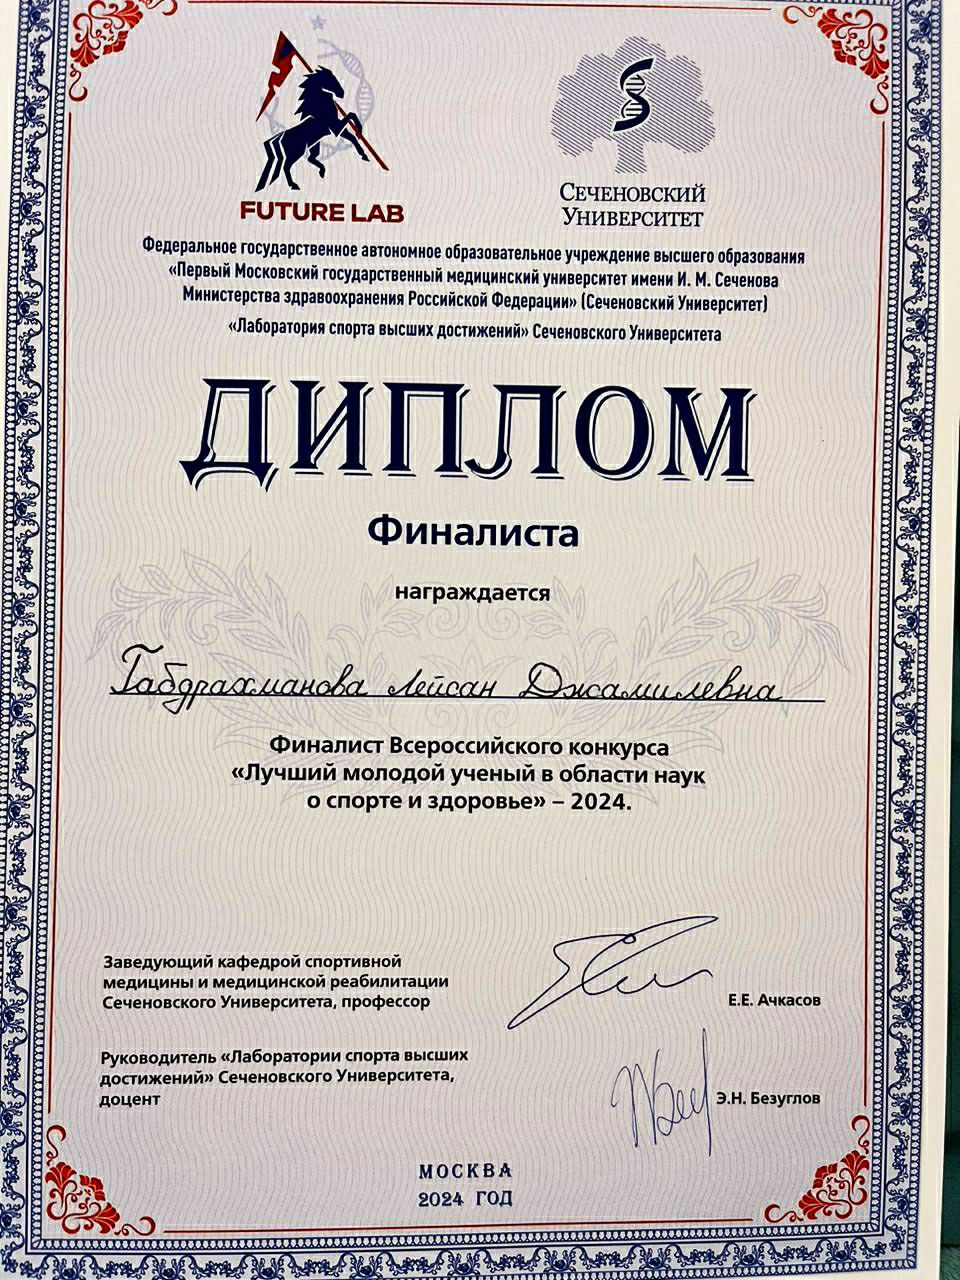 FUTURE LAB
СЕЧЕНОВСКИЙ
УНИВЕРСИТЕТ
Федеральное государственное автономное образовательное учреждение высшего образования
«Первый Московский государственный медицинский университет имени И. М. Сеченова
Министерства здравоохранения Российской Федерации» (Сеченовский Университет)
«Лаборатория спорта высших достижений» Сеченовского Университета
ДИПЛОМ
Финалиста
награждается
Габдрахманова Лейсан Джамилевна
Финалист Всероссийского конкурса
«Лучший молодой ученый в области наук
о спорте и здоровье» – 2024.
Заведующий кафедрой спортивной
медицины и медицинской реабилитации
Сеченовского Университета, профессор
Е.Е. Ачкасов
Руководитель «Лаборатории спорта высших
достижений» Сеченовского Университета,
доцент
Э.Н. Безуглов
МОСКВА
2024 ГОД